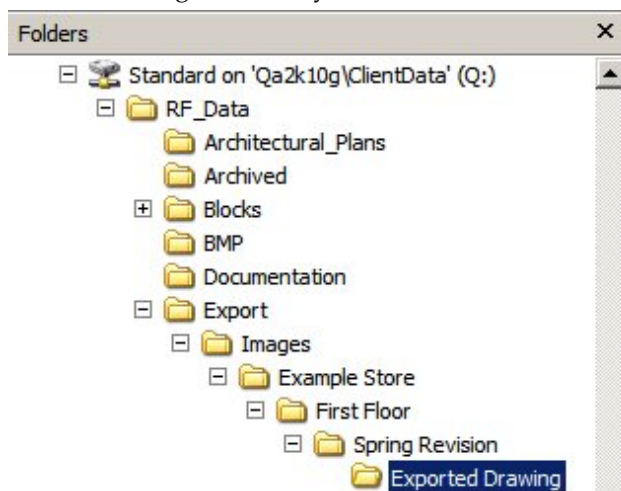 Folders
Standard on 'Qa2k10g\ClientData' (Q:)
RF_Data
Architectural_Plans
Archived
Blocks
BMP
Documentation
Export
Images
Example Store
First Floor
Spring Revision
Exported Drawing